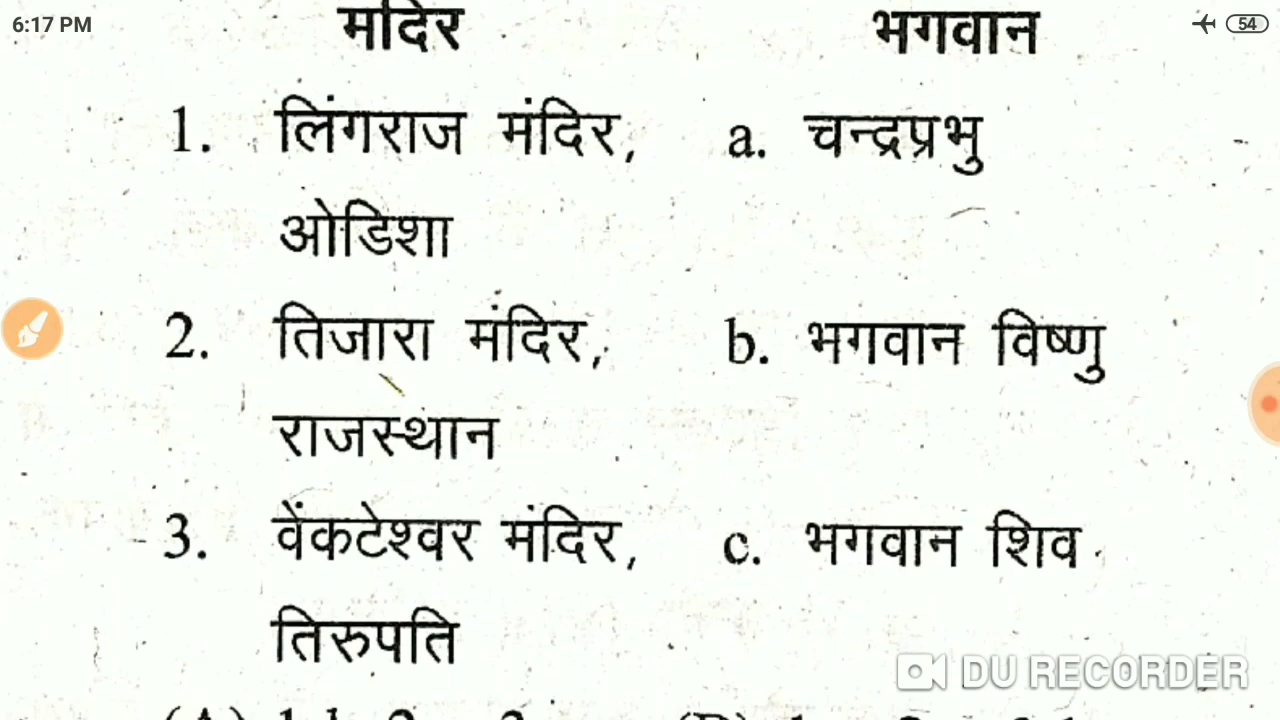 6:17 PM 54
मंदिर भगवान
1. लिंगराज मंदिर, a. चन्द्रप्रभु
ओडिशा
2. तिजारा मंदिर, b. भगवान विष्णु
राजस्थान
3. वेंकटेश्वर मंदिर, c. भगवान शिव
तिरुपति
DU RECORDER